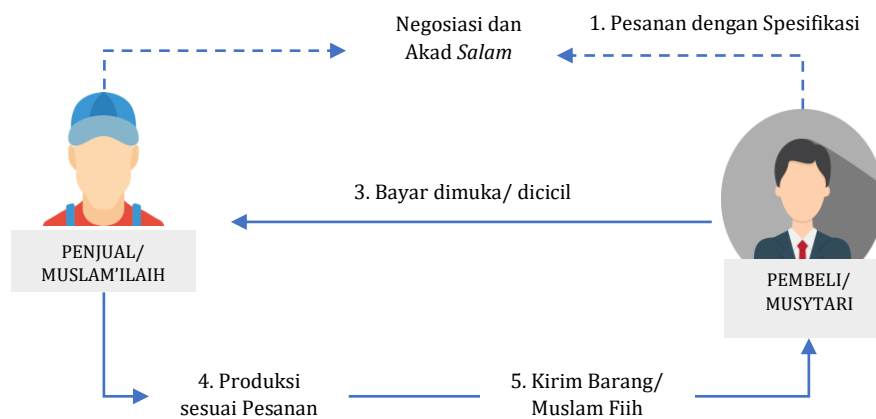 Negosiasi dan
Akad Salam
1. Pesanan dengan Spesifikasi
3. Bayar dimuka/ dicicil
PENJUAL/
MUSLAM’ILAIH
PEMBELI/
MUSYTARI
4. Produksi
sesuai Pesanan
5. Kirim Barang/
Muslam Fiih